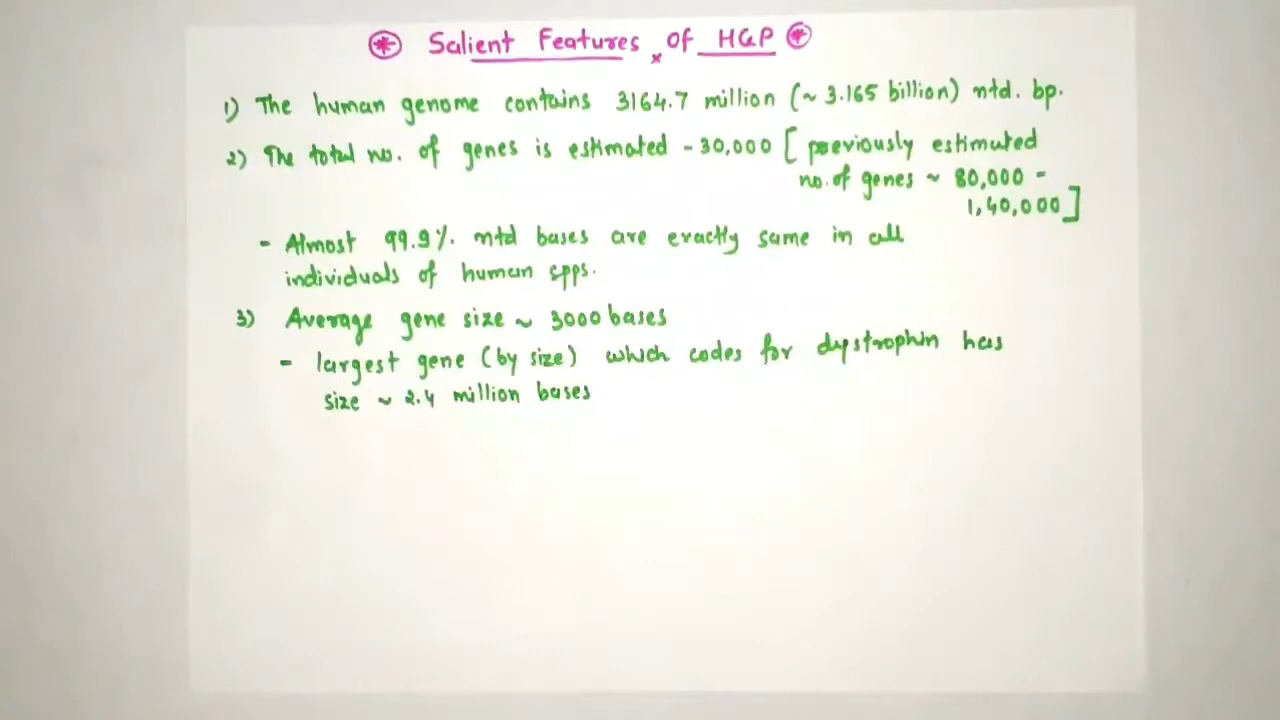 Salient Features of HGP
1) The human genome contains 3164.7 million (~ 3.165 billion) ntd. bp.
2) The total no. of genes is estimated - 30,000 [ previously estimated
no. of genes ~ 80,000 -
1,40,000 ]
- Almost 99.9%. ntd bases are exactly same in all
individuals of human spps.
3) Average gene size ~ 3000 bases
- largest gene (by size) which codes for dystrophin has
size ~ 2.4 million bases